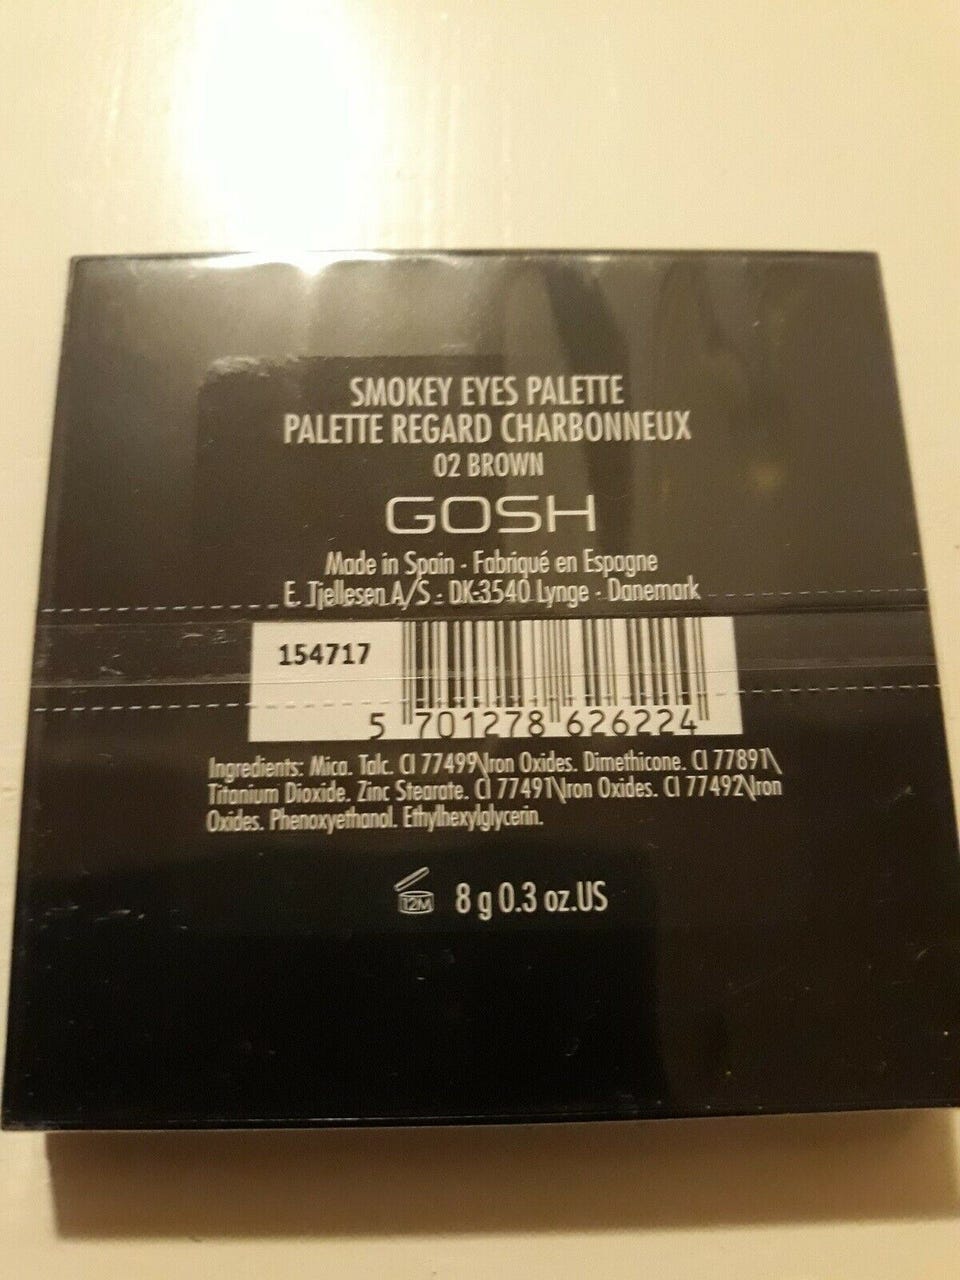 SMOKEY EYES PALETTE
PALETTE REGARD CHARBONNEUX
02 BROWN
GOSH
Made in Spain - Fabriqué en Espagne
E. Tjellesen A/S - DK-3540 Lynge - Danemark
154717
5 701278 626224
Ingredients: Mica. Talc. CI 77499\Iron Oxides. Dimethicone. CI 77891\
Titanium Dioxide. Zinc Stearate. CI 77491\Iron Oxides. CI 77492\Iron
Oxides. Phenoxyethanol. Ethylhexylglycerin.
12M 8 g 0.3 oz.US